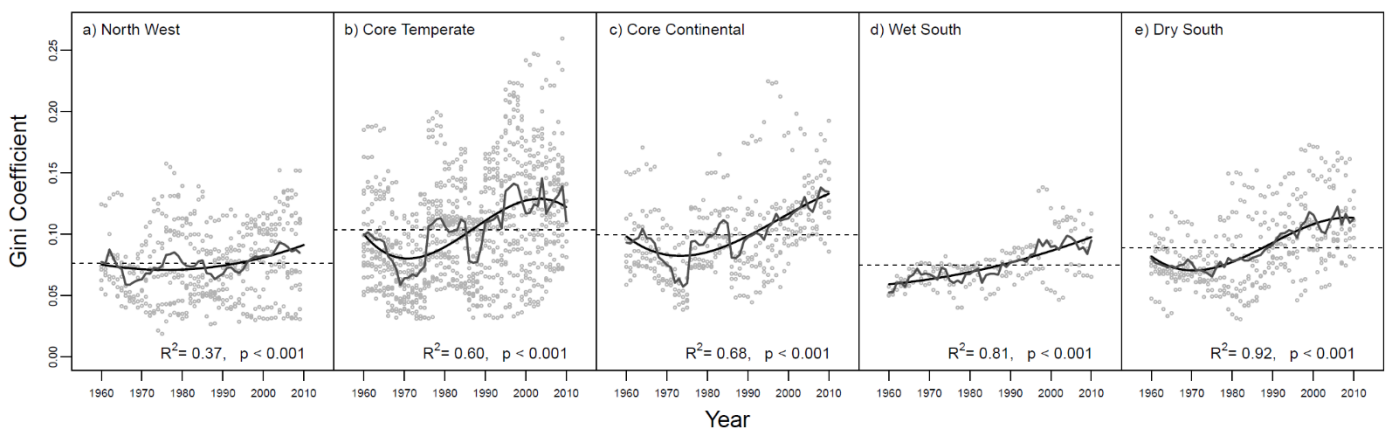 a) North West
b) Core Temperate
c) Core Continental
d) Wet South
e) Dry South
Gini Coefficient
0.25
0.20
0.15
0.10
0.05
0.00
R²= 0.37, p < 0.001
R²= 0.60, p < 0.001
R²= 0.68, p < 0.001
R²= 0.81, p < 0.001
R²= 0.92, p < 0.001
1960 1970 1980 1990 2000 2010
1960 1970 1980 1990 2000 2010
1960 1970 1980 1990 2000 2010
1960 1970 1980 1990 2000 2010
1960 1970 1980 1990 2000 2010
Year